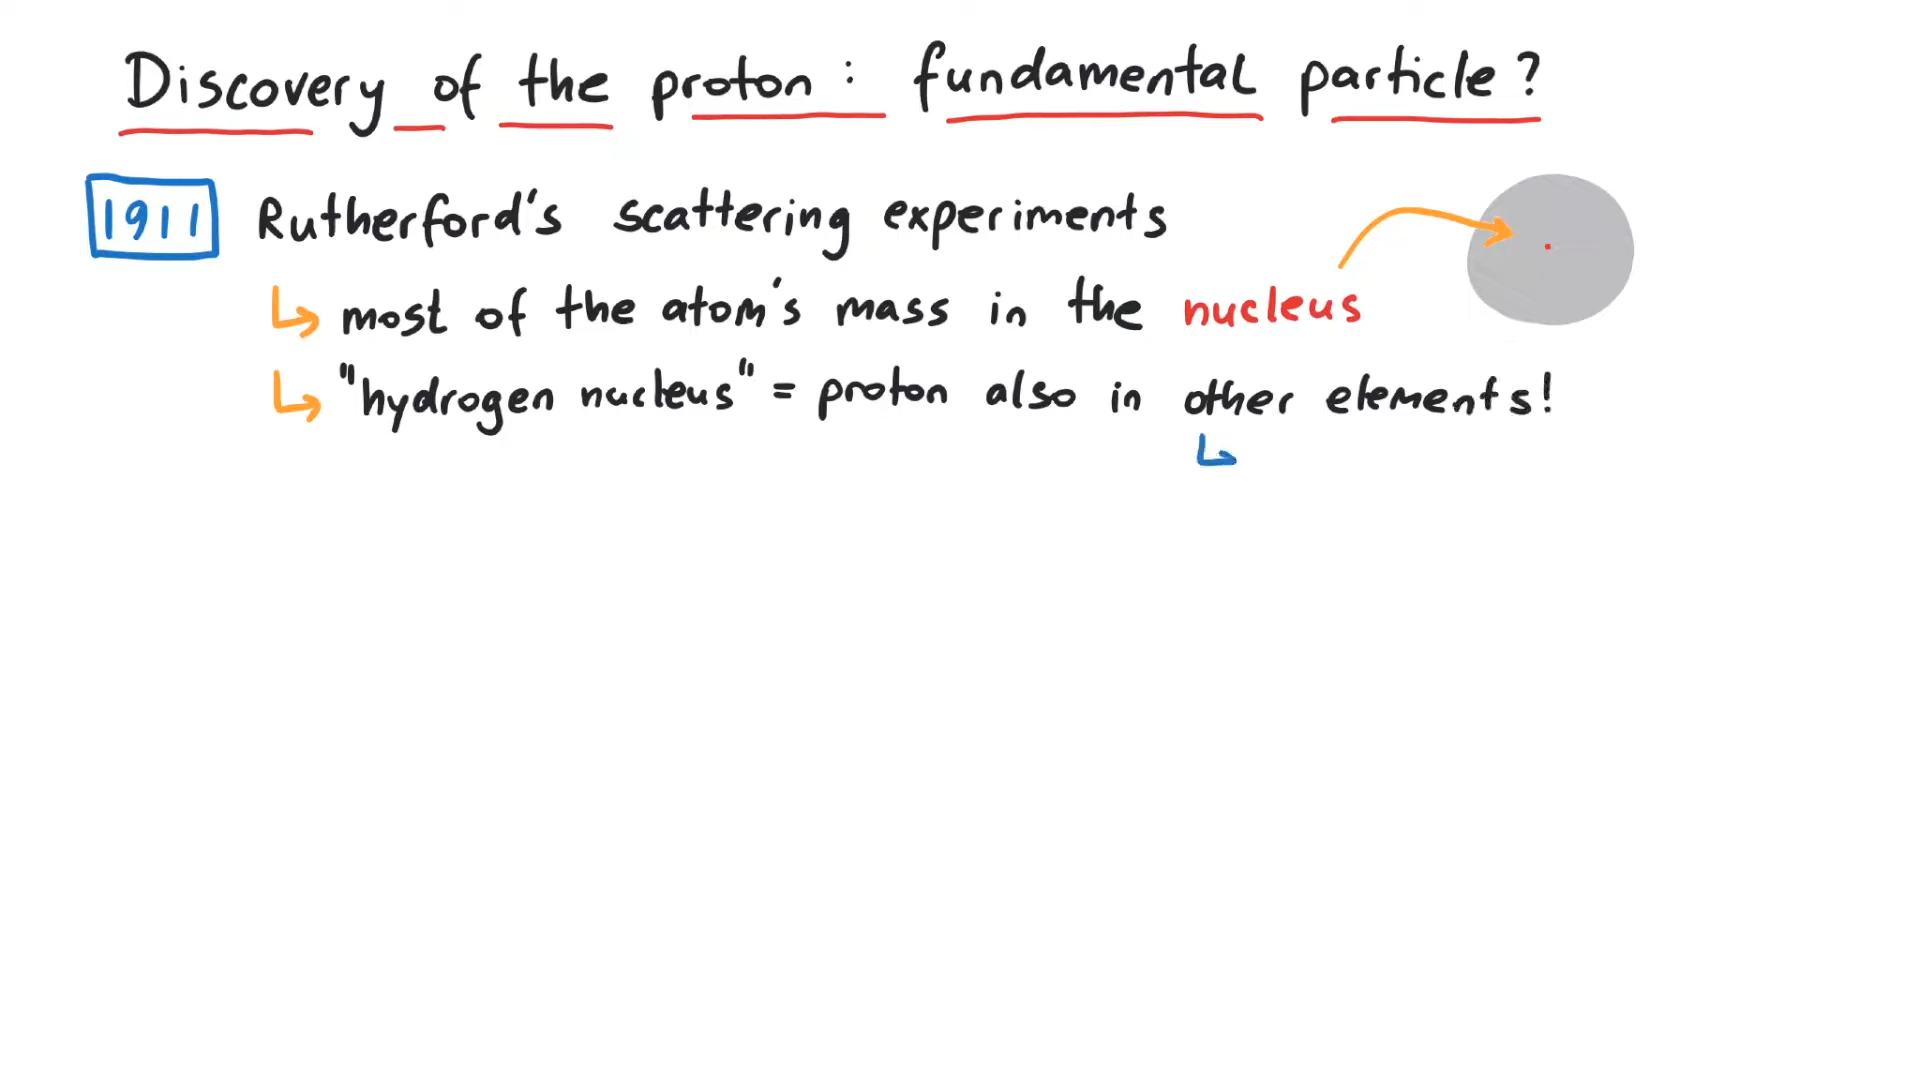 Discovery of the proton: fundamental particle?
1911 Rutherford's scattering experiments
↳ most of the atom's mass in the nucleus
↳ "hydrogen nucleus" = proton also in other elements!
↳